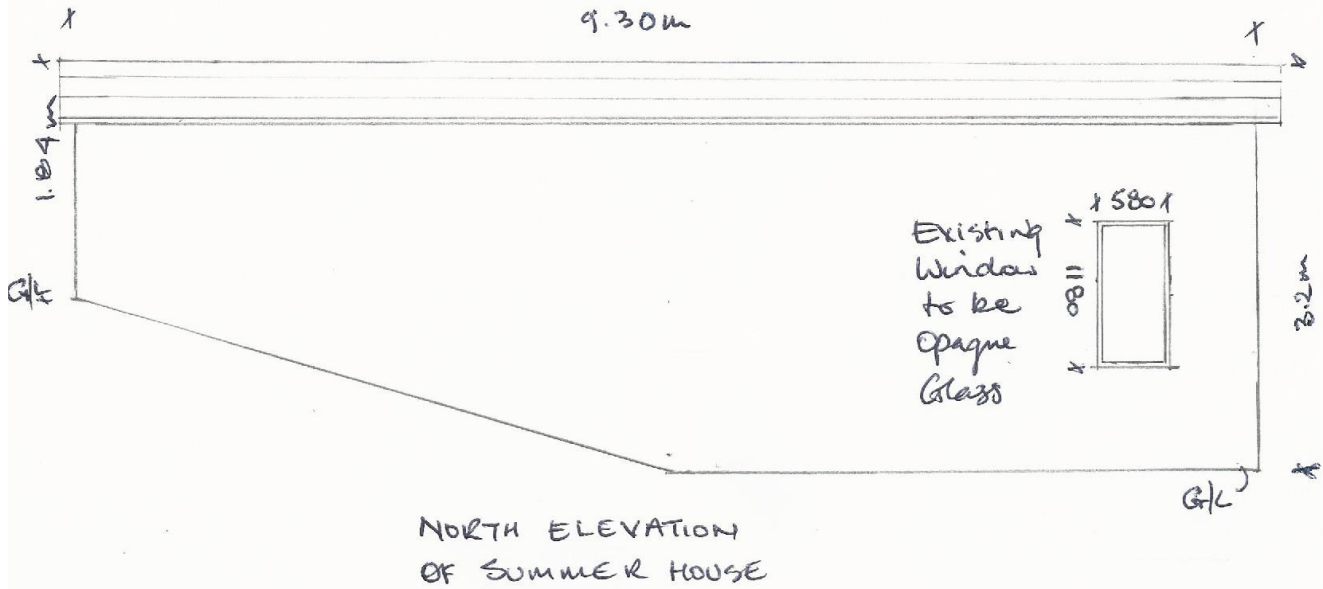 9.30m
1.84m
580
Existing
Window
to be
Opaque
Glass
1180
3.2m
G/L
G/L
NORTH ELEVATION
OF SUMMER HOUSE